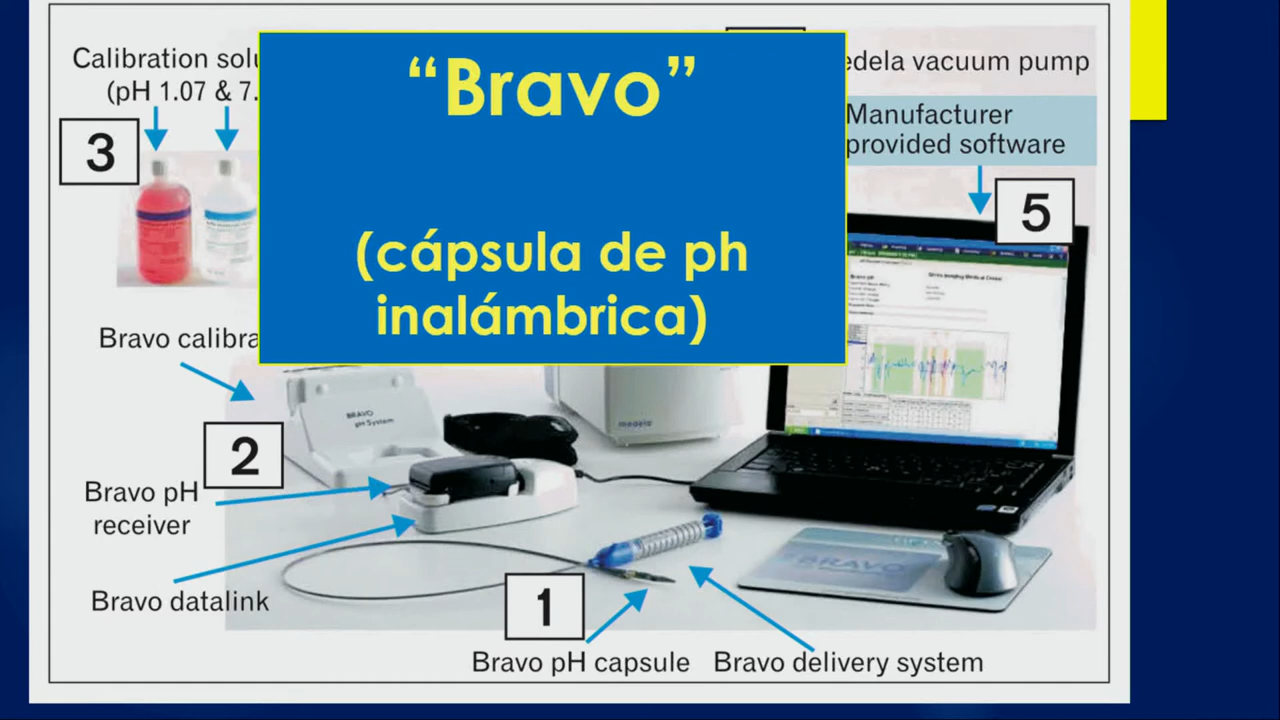 Calibration solu
(pH 1.07 & 7.
3
“Bravo”
(cápsula de ph
inalámbrica)
edela vacuum pump
Manufacturer
provided software
5
Bravo calibra
BRAVO
pH System
medela
2
Bravo pH
receiver
Bravo datalink
BRAVO
1
Bravo pH capsule
Bravo delivery system